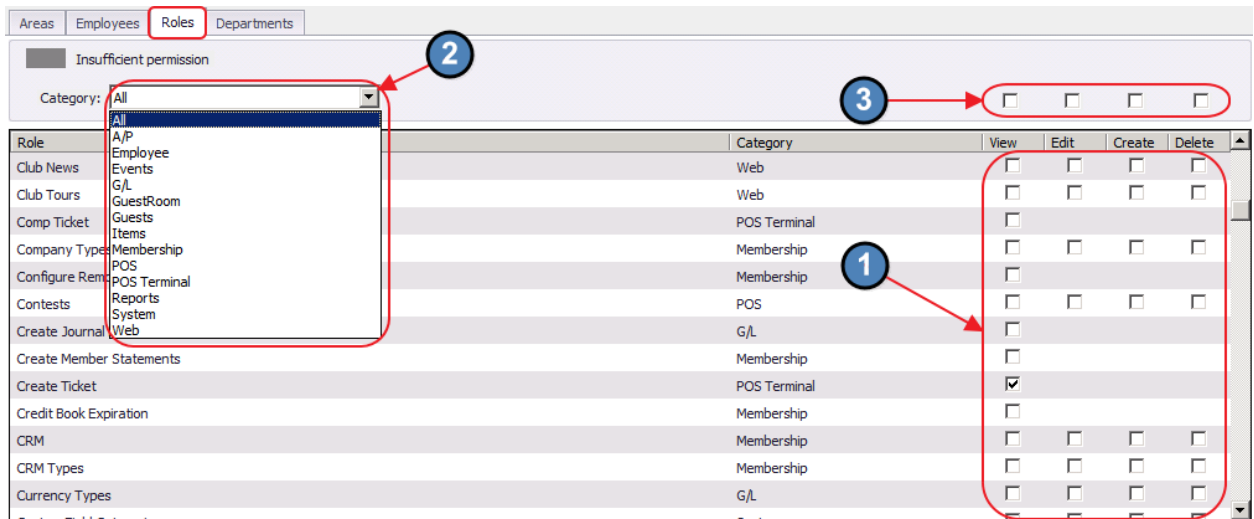 Areas Employees Roles Departments
Insufficient permission
2
Category: All
3
All
A/P
Employee
Events
G/L
GuestRoom
Guests
Items
Membership
POS
POS Terminal
Reports
System
Web
Role Category View Edit Create Delete
Club News Web
Club Tours Web
Comp Ticket POS Terminal
Company Types Membership
Configure Membership
1
Contests POS
Create Journal G/L
Create Member Statements Membership
Create Ticket POS Terminal
Credit Book Expiration Membership
CRM Membership
CRM Types Membership
Currency Types G/L